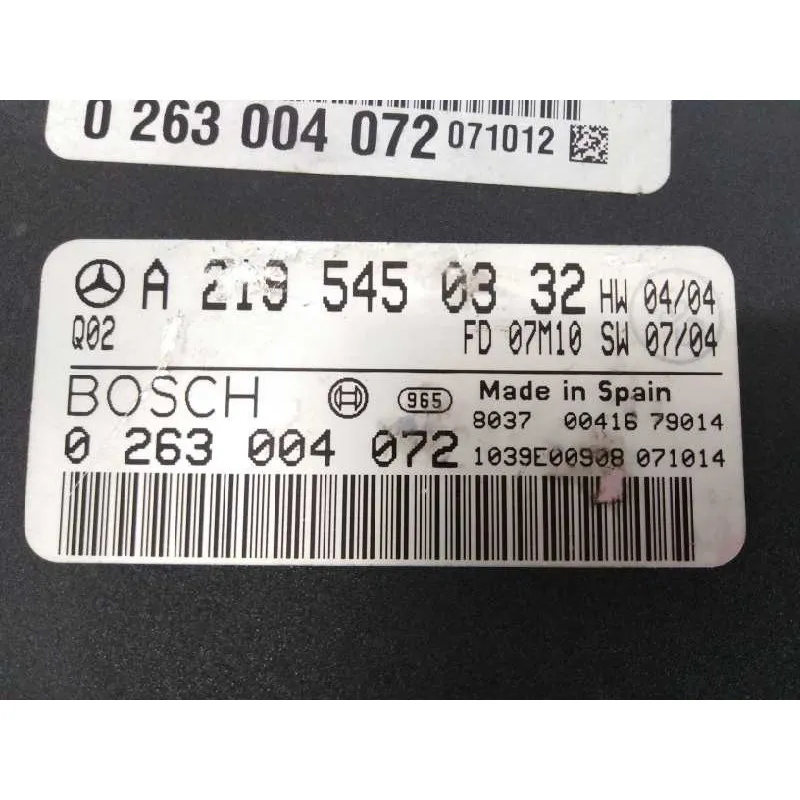 0 263 004 072 071012
A 219 545 03 32 HW 04/04
Q02 FD 07M10 SW 07/04
BOSCH 965 Made in Spain
8037 00416 79014
0 263 004 072 1039E00908 071014